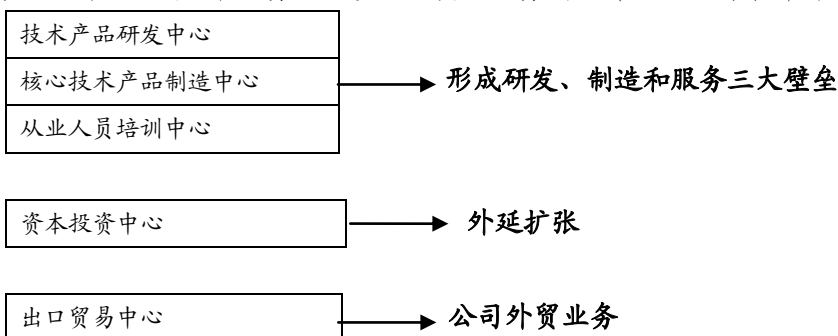 技术产品研发中心
核心技术产品制造中心
形成研发、制造和服务三大壁垒
从业人员培训中心
资本投资中心
外延扩张
出口贸易中心
公司外贸业务